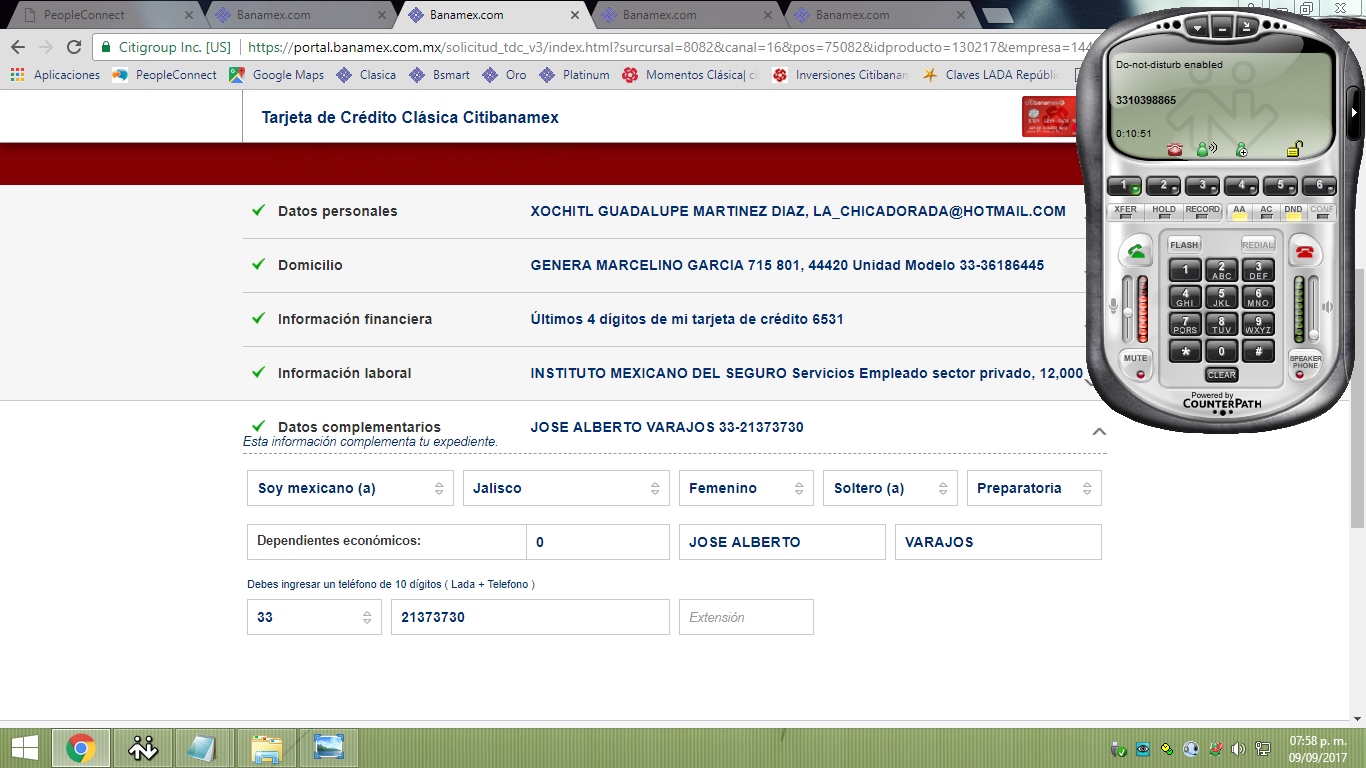 PeopleConnect
Banamex.com
Banamex.com
Banamex.com
Banamex.com
Citigroup Inc. [US]
https://portal.banamex.com.mx/solicitud_tdc_v3/index.html?surcursal=8082&canal=16&pos=75082&idproducto=130217&empresa=144
Aplicaciones
PeopleConnect
Google Maps
Clasica
Bsmart
Oro
Platinum
Momentos Clásica| ci
Inversiones Citibanam
Claves LADA Repúbli
Tarjeta de Crédito Clásica Citibanamex
citibanamex
Datos personales
XOCHITL GUADALUPE MARTINEZ DIAZ, LA_CHICADORADA@HOTMAIL.COM
Domicilio
GENERA MARCELINO GARCIA 715 801, 44420 Unidad Modelo 33-36186445
Información financiera
Últimos 4 dígitos de mi tarjeta de crédito 6531
Información laboral
INSTITUTO MEXICANO DEL SEGURO Servicios Empleado sector privado, 12,000
Datos complementarios
JOSE ALBERTO VARAJOS 33-21373730
Esta información complementa tu expediente.
Soy mexicano (a)
Jalisco
Femenino
Soltero (a)
Preparatoria
Dependientes económicos:
0
JOSE ALBERTO
VARAJOS
Debes ingresar un teléfono de 10 dígitos ( Lada + Telefono )
33
21373730
Extensión
Do-not-disturb enabled
3310398865
0:10:51
1 2 3 4 5 6
XFER HOLD RECORD AA AC DND CONF
FLASH REDIAL
1 2 ABC 3 DEF
4 GHI 5 JKL 6 MNO
7 PQRS 8 TUV 9 WXYZ
* 0 #
MUTE
CLEAR
SPEAKER PHONE
Powered by
COUNTERPATH
07:58 p. m.
09/09/2017